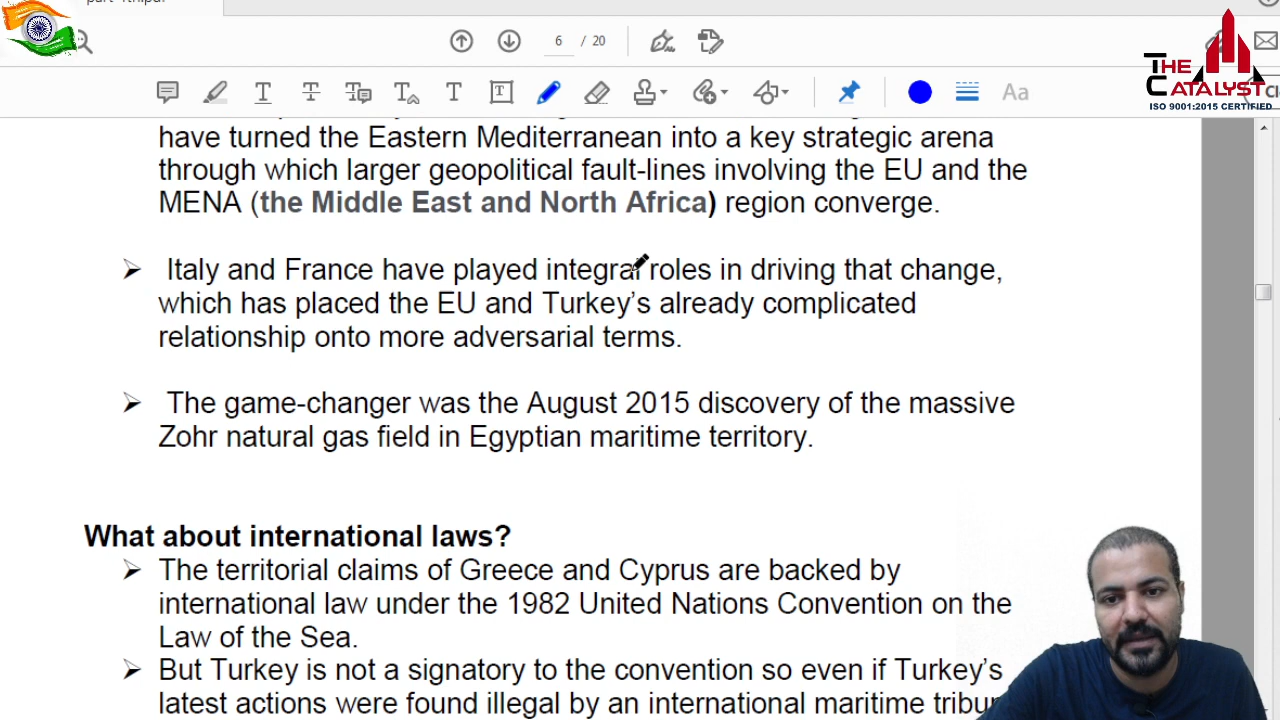 6 / 20
THE
CATALYST
ISO 9001:2015 CERTIFIED
Aa
have turned the Eastern Mediterranean into a key strategic arena
through which larger geopolitical fault-lines involving the EU and the
MENA (the Middle East and North Africa) region converge.
Italy and France have played integral roles in driving that change,
which has placed the EU and Turkey’s already complicated
relationship onto more adversarial terms.
The game-changer was the August 2015 discovery of the massive
Zohr natural gas field in Egyptian maritime territory.
What about international laws?
The territorial claims of Greece and Cyprus are backed by
international law under the 1982 United Nations Convention on the
Law of the Sea.
But Turkey is not a signatory to the convention so even if Turkey’s
latest actions were found illegal by an international maritime